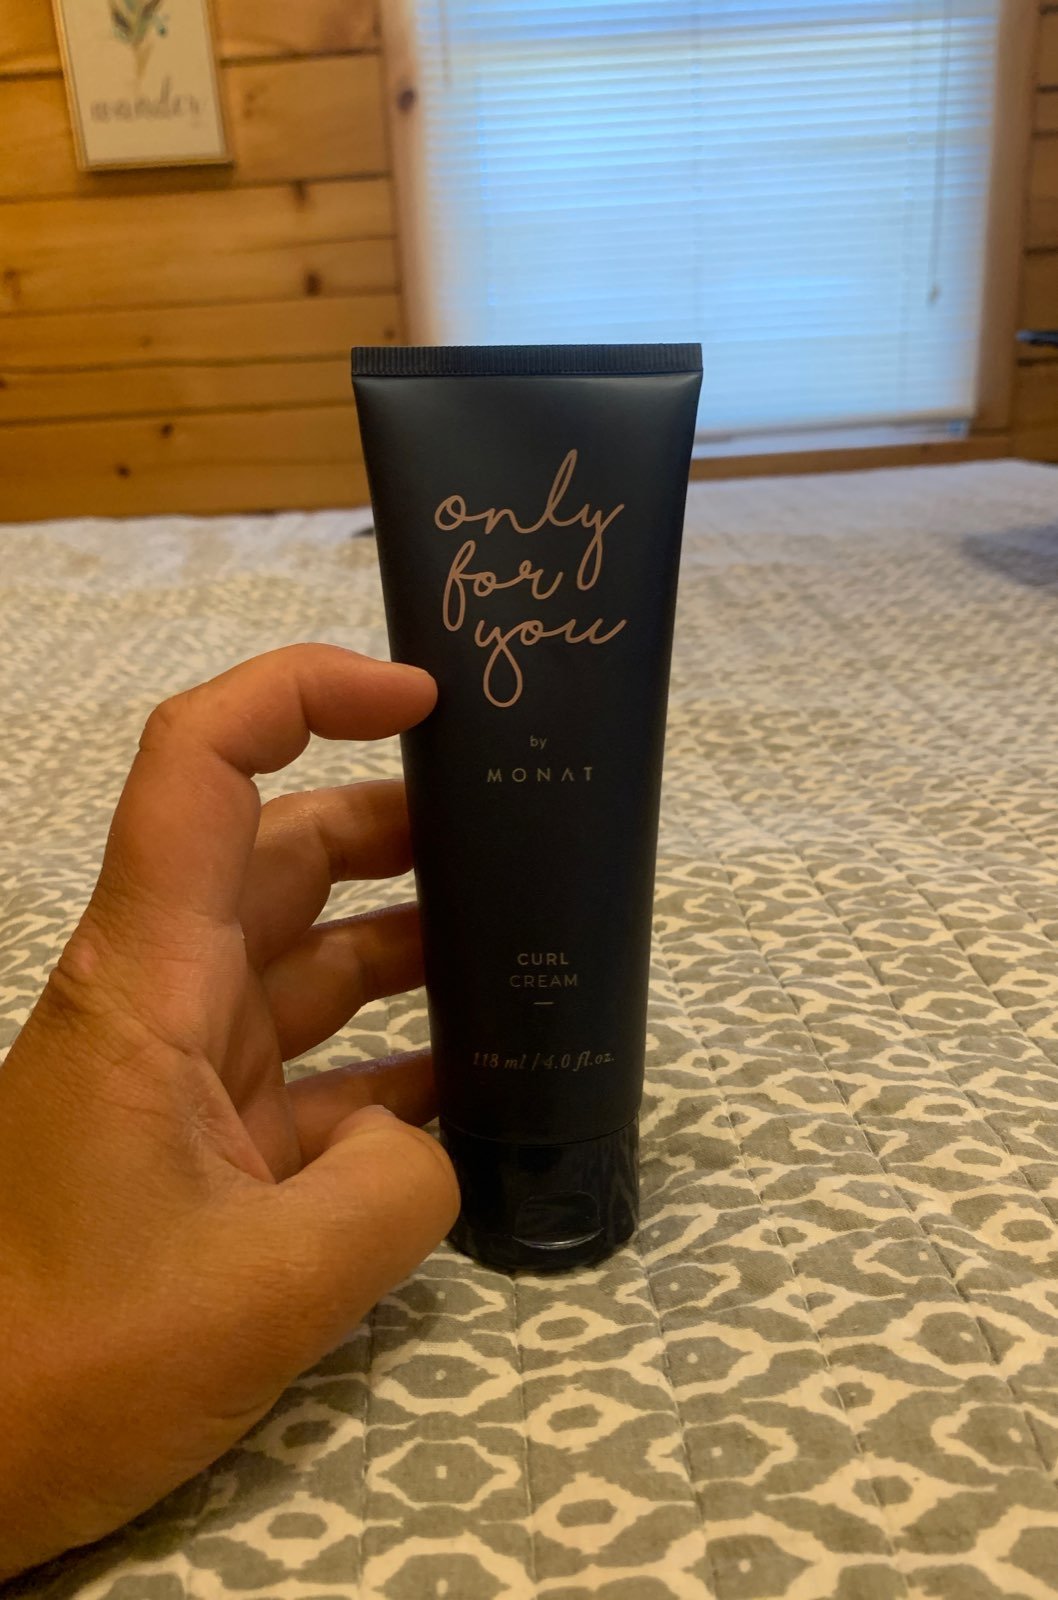 wander
only
for
you
by
MONAT
CURL
CREAM
118 ml / 4.0 fl.oz.